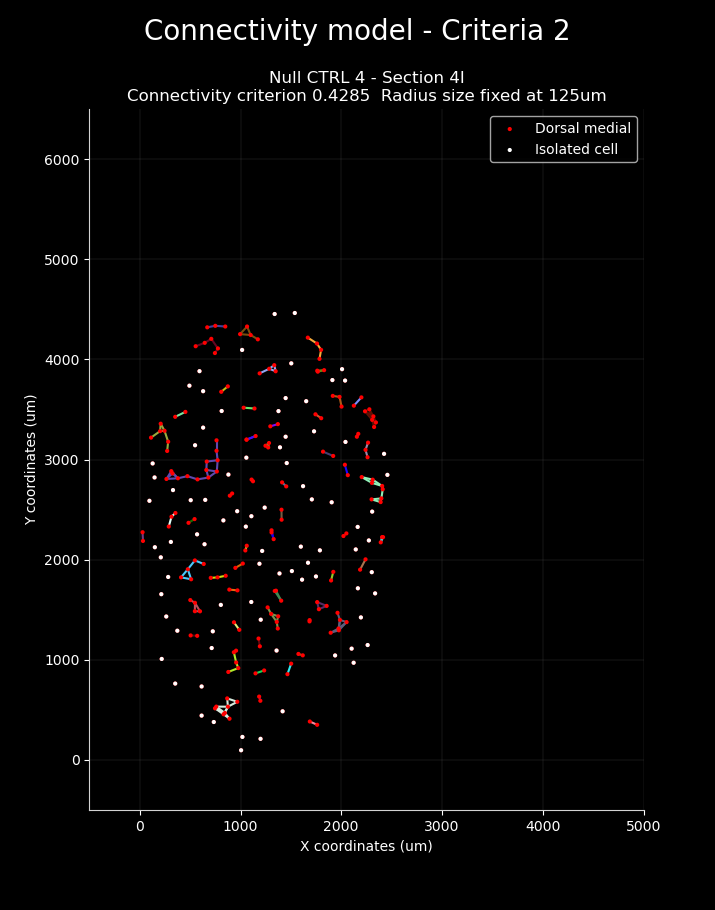 Connectivity model - Criteria 2
Null CTRL 4 - Section 4I
Connectivity criterion 0.4285  Radius size fixed at 125um
Dorsal medial
Isolated cell
6000
5000
4000
3000
2000
1000
0
Y coordinates (um)
0 1000 2000 3000 4000 5000
X coordinates (um)